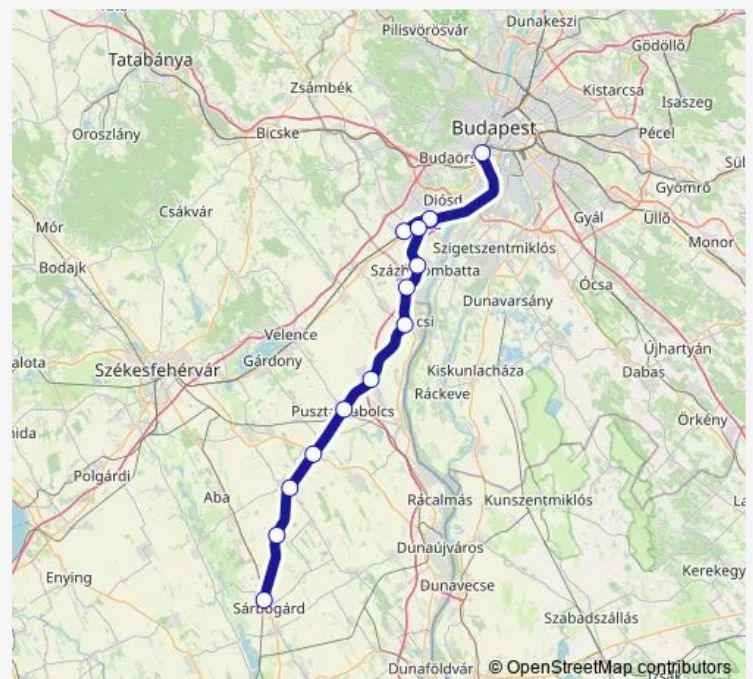 Dunakeszi
Pilisvörösvár
Gödöllő
Tatabánya
Zsámbék
Kistarcsa
Isaszeg
Oroszlány
Bicske
Budapest
Pécel
Budaörs
Gyömrő
Diósd
Csákvár
Gyál
Üllő
Mór
Szigetszentmiklós
Monor
Bodajk
Ócsa
Dunavarsány
Velence
Újhartyán
Gárdony
Kiskunlacháza
Dabas
Székesfehérvár
Ráckeve
Örkény
Polgárdi
Aba
Rácalmás
Kunszentmiklós
Dunaújváros
Enying
Dunavecse
Kerekegy
Sárbogárd
Szabadszállás
Dunaföldvár
© OpenStreetMap contributors